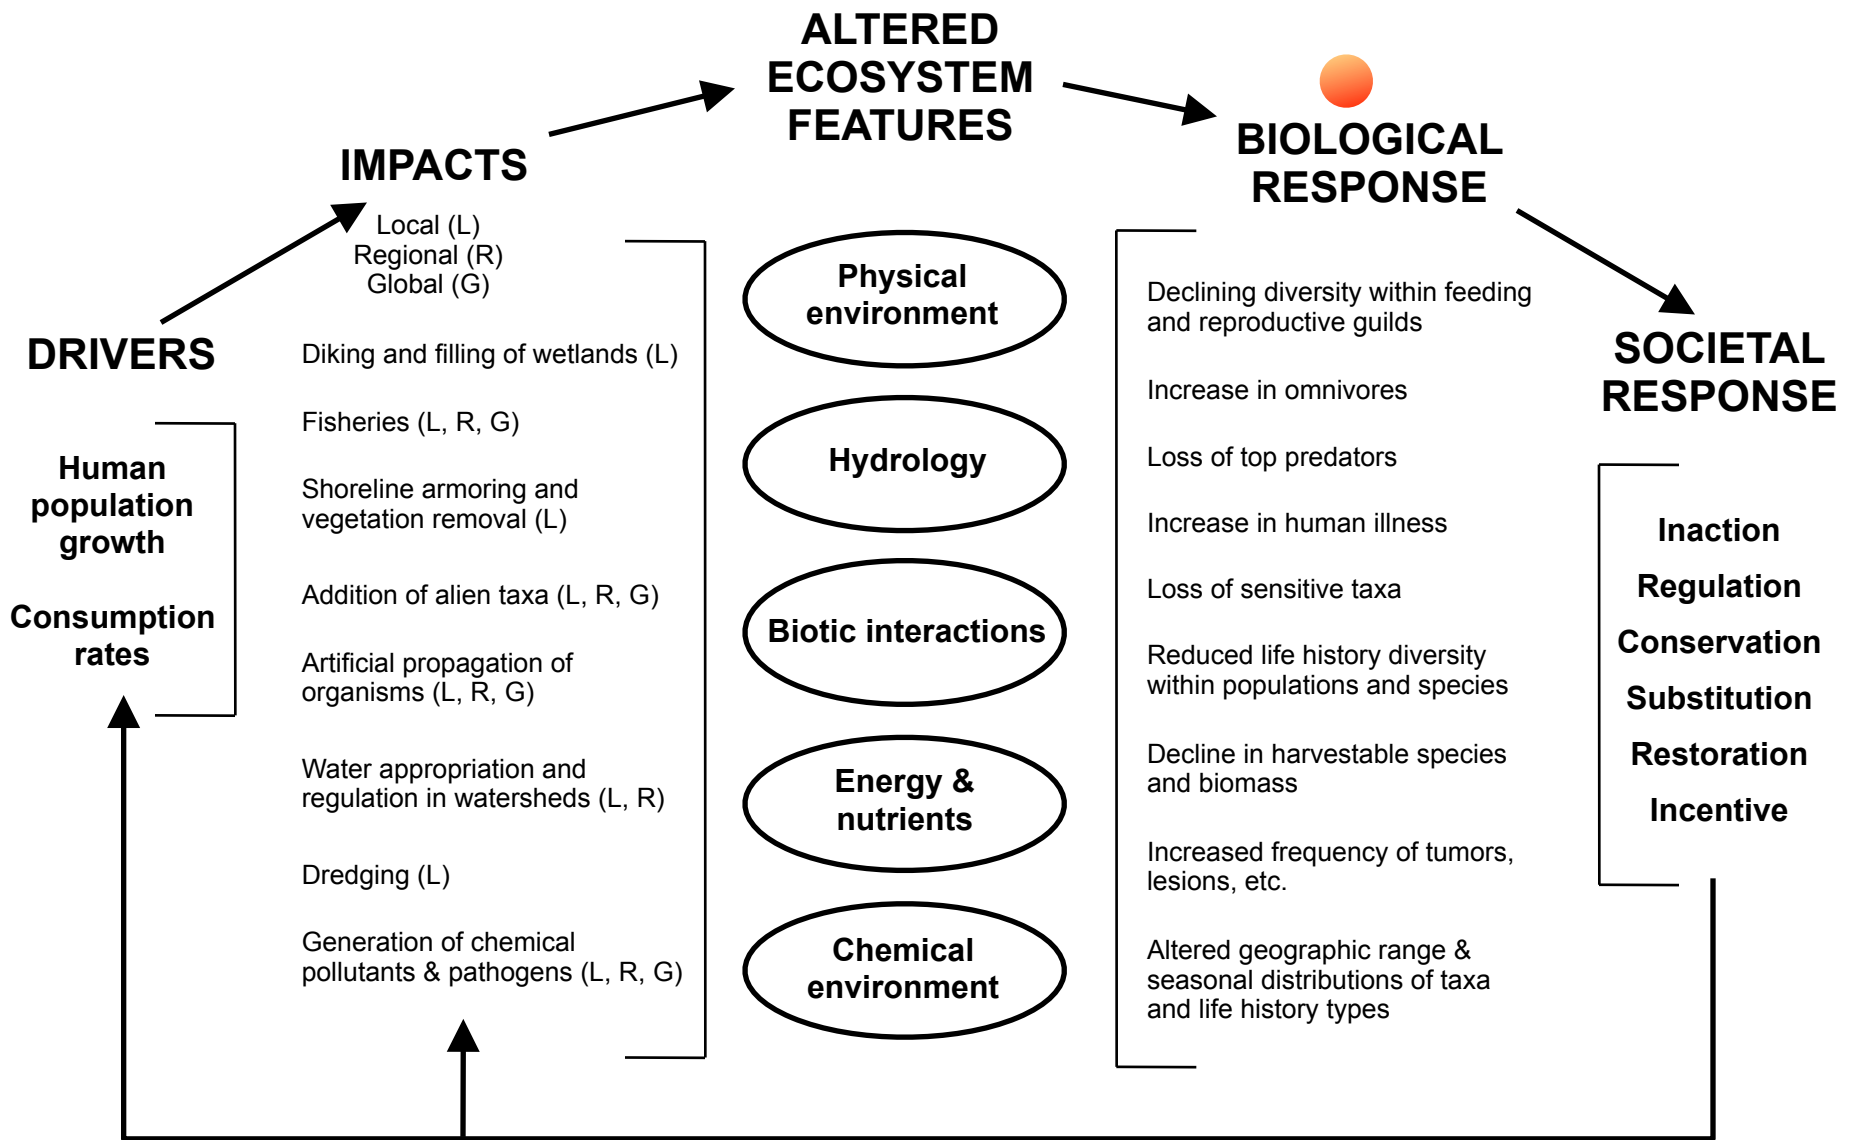 ALTERED
ECOSYSTEM
FEATURES
BIOLOGICAL
RESPONSE
IMPACTS
Local (L)
Regional (R)
Global (G)
DRIVERS
SOCIETAL
RESPONSE
Human
population
growth
Consumption
rates
Diking and filling of wetlands (L)
Fisheries (L, R, G)
Shoreline armoring and
vegetation removal (L)
Addition of alien taxa (L, R, G)
Artificial propagation of
organisms (L, R, G)
Water appropriation and
regulation in watersheds (L, R)
Dredging (L)
Generation of chemical
pollutants & pathogens (L, R, G)
Physical
environment
Hydrology
Biotic interactions
Energy &
nutrients
Chemical
environment
Declining diversity within feeding
and reproductive guilds
Increase in omnivores
Loss of top predators
Increase in human illness
Loss of sensitive taxa
Reduced life history diversity
within populations and species
Decline in harvestable species
and biomass
Increased frequency of tumors,
lesions, etc.
Altered geographic range &
seasonal distributions of taxa
and life history types
Inaction
Regulation
Conservation
Substitution
Restoration
Incentive